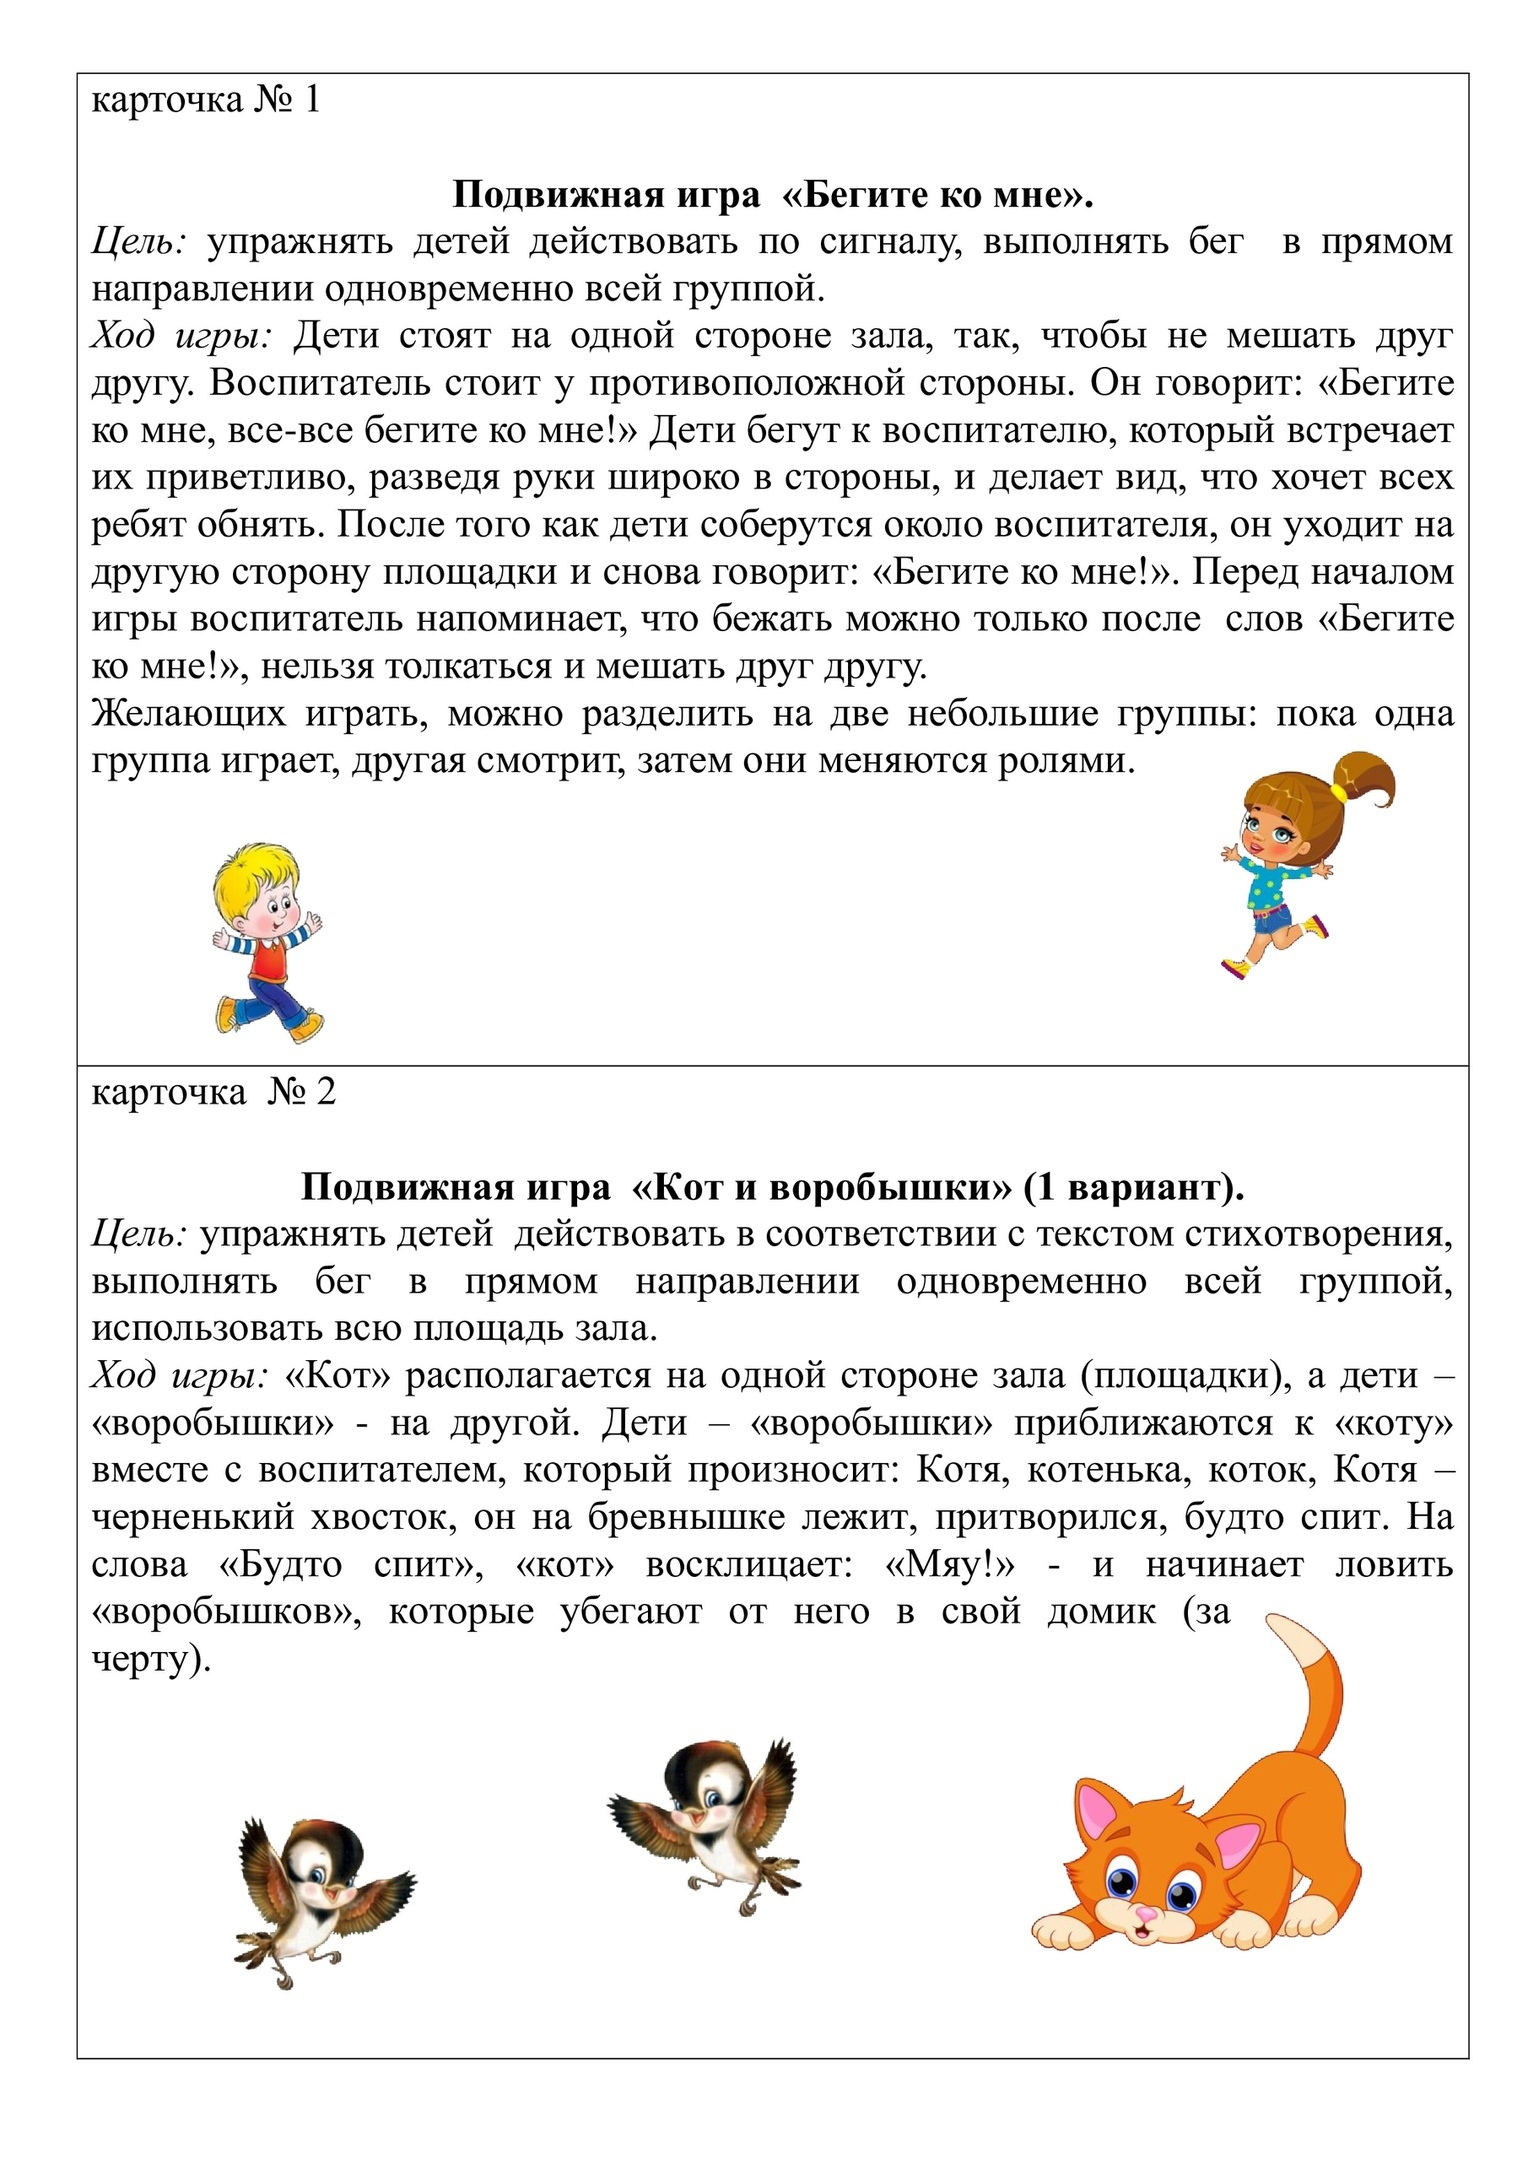 карточка № 1
Подвижная игра  «Бегите ко мне».
Цель: упражнять детей действовать по сигналу, выполнять бег  в прямом
направлении одновременно всей группой.
Ход игры: Дети стоят на одной стороне зала, так, чтобы не мешать друг
другу. Воспитатель стоит у противоположной стороны. Он говорит: «Бегите
ко мне, все-все бегите ко мне!» Дети бегут к воспитателю, который встречает
их приветливо, разведя руки широко в стороны, и делает вид, что хочет всех
ребят обнять. После того как дети соберутся около воспитателя, он уходит на
другую сторону площадки и снова говорит: «Бегите ко мне!». Перед началом
игры воспитатель напоминает, что бежать можно только после  слов «Бегите
ко мне!», нельзя толкаться и мешать друг другу.
Желающих играть, можно разделить на две небольшие группы: пока одна
группа играет, другая смотрит, затем они меняются ролями.
карточка  № 2
Подвижная игра  «Кот и воробышки» (1 вариант).
Цель: упражнять детей  действовать в соответствии с текстом стихотворения,
выполнять бег в прямом направлении одновременно всей группой,
использовать всю площадь зала.
Ход игры: «Кот» располагается на одной стороне зала (площадки), а дети –
«воробышки» - на другой. Дети – «воробышки» приближаются к «коту»
вместе с воспитателем, который произносит: Котя, котенька, коток, Котя –
черненький хвосток, он на бревнышке лежит, притворился, будто спит. На
слова «Будто спит», «кот» восклицает: «Мяу!» - и начинает ловить
«воробышков», которые убегают от него в свой домик (за
черту).